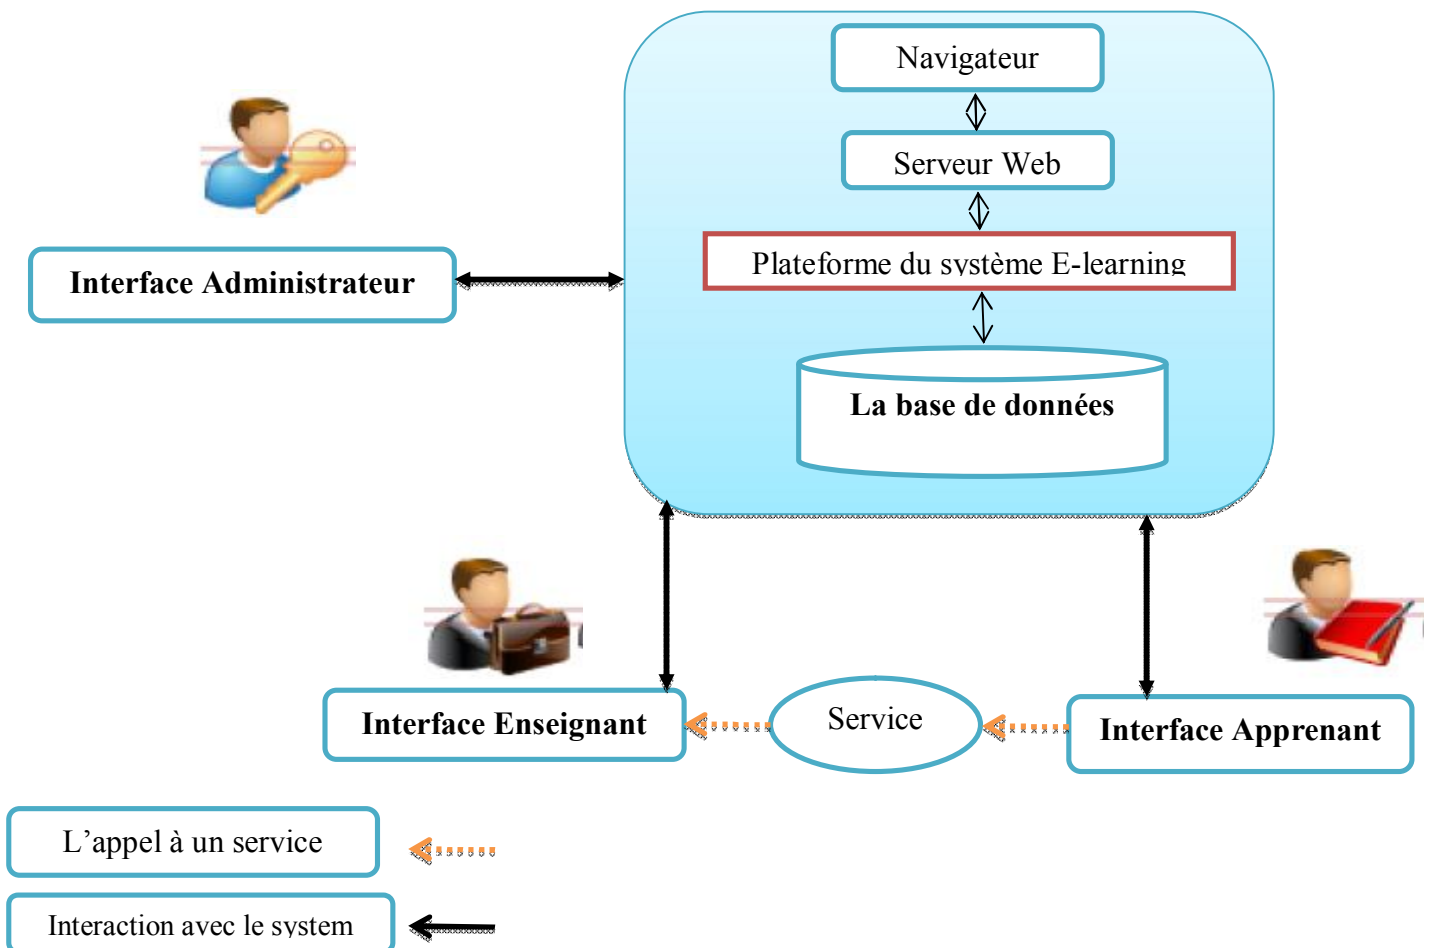 Navigateur
Serveur Web
Plateforme du système E-learning
Interface Administrateur
La base de données
Interface Enseignant
Service
Interface Apprenant
L’appel à un service
Interaction avec le system